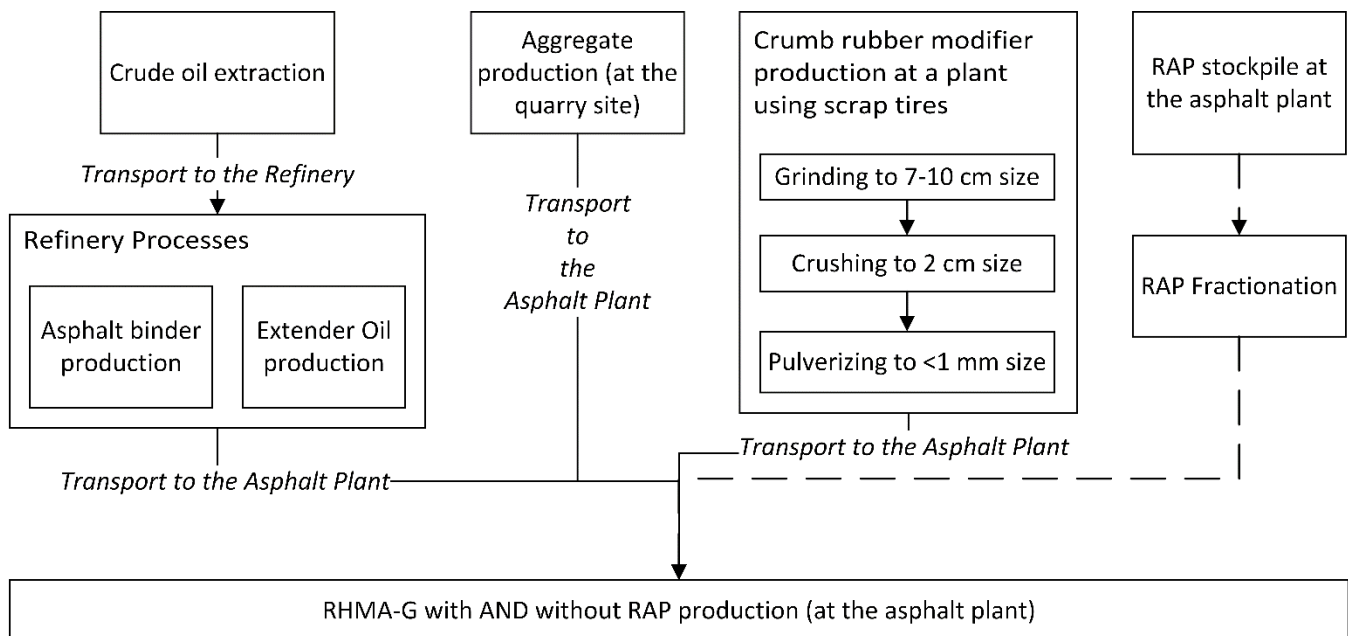 Crude oil extraction
Transport to the Refinery
Refinery Processes
Asphalt binder
production
Extender Oil
production
Transport to the Asphalt Plant
Aggregate
production (at the
quarry site)
Transport
to
the
Asphalt Plant
Crumb rubber modifier
production at a plant
using scrap tires
Grinding to 7-10 cm size
Crushing to 2 cm size
Pulverizing to <1 mm size
Transport to the Asphalt Plant
RAP stockpile at
the asphalt plant
RAP Fractionation
RHMA-G with AND without RAP production (at the asphalt plant)